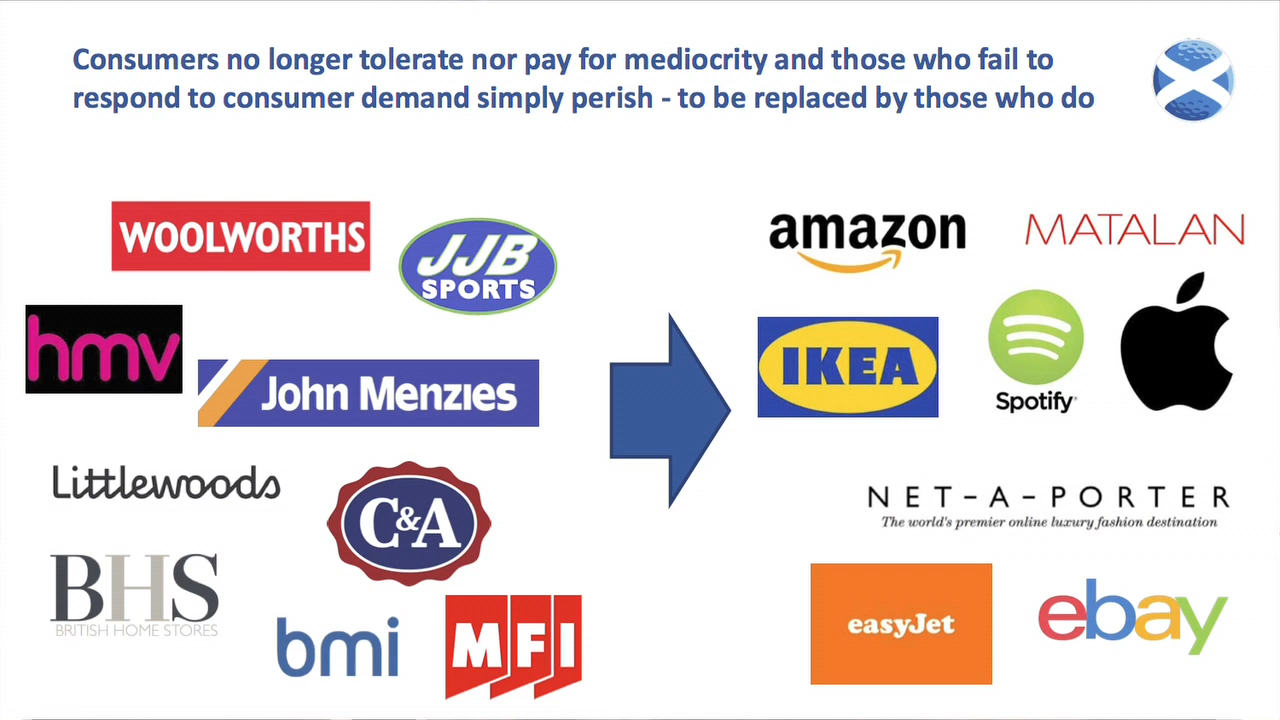 Consumers no longer tolerate nor pay for mediocrity and those who fail to
respond to consumer demand simply perish - to be replaced by those who do
WOOLWORTHS
JJB
SPORTS
hmv
John Menzies
Littlewoods
C&A
BHS
BRITISH HOME STORES
bmi
MFI
amazon
MATALAN
IKEA
Spotify
NET-A-PORTER
The world's premier online luxury fashion destination
easyJet
ebay